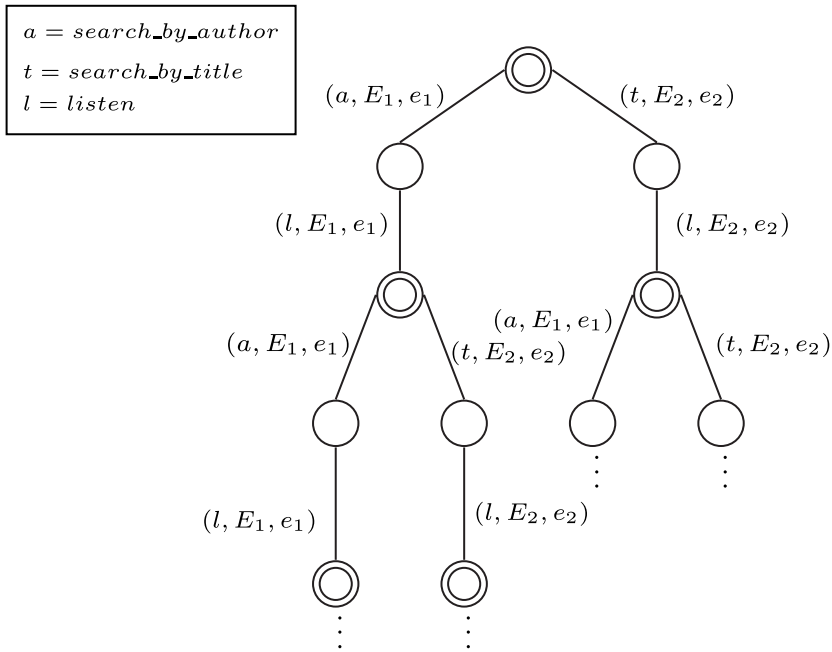 a = search_by_author
t = search_by_title
l = listen
(a, E₁, e₁)
(t, E₂, e₂)
(l, E₁, e₁)
(l, E₂, e₂)
(a, E₁, e₁)
(t, E₂, e₂)
(a, E₁, e₁)
(t, E₂, e₂)
(l, E₁, e₁)
(l, E₂, e₂)